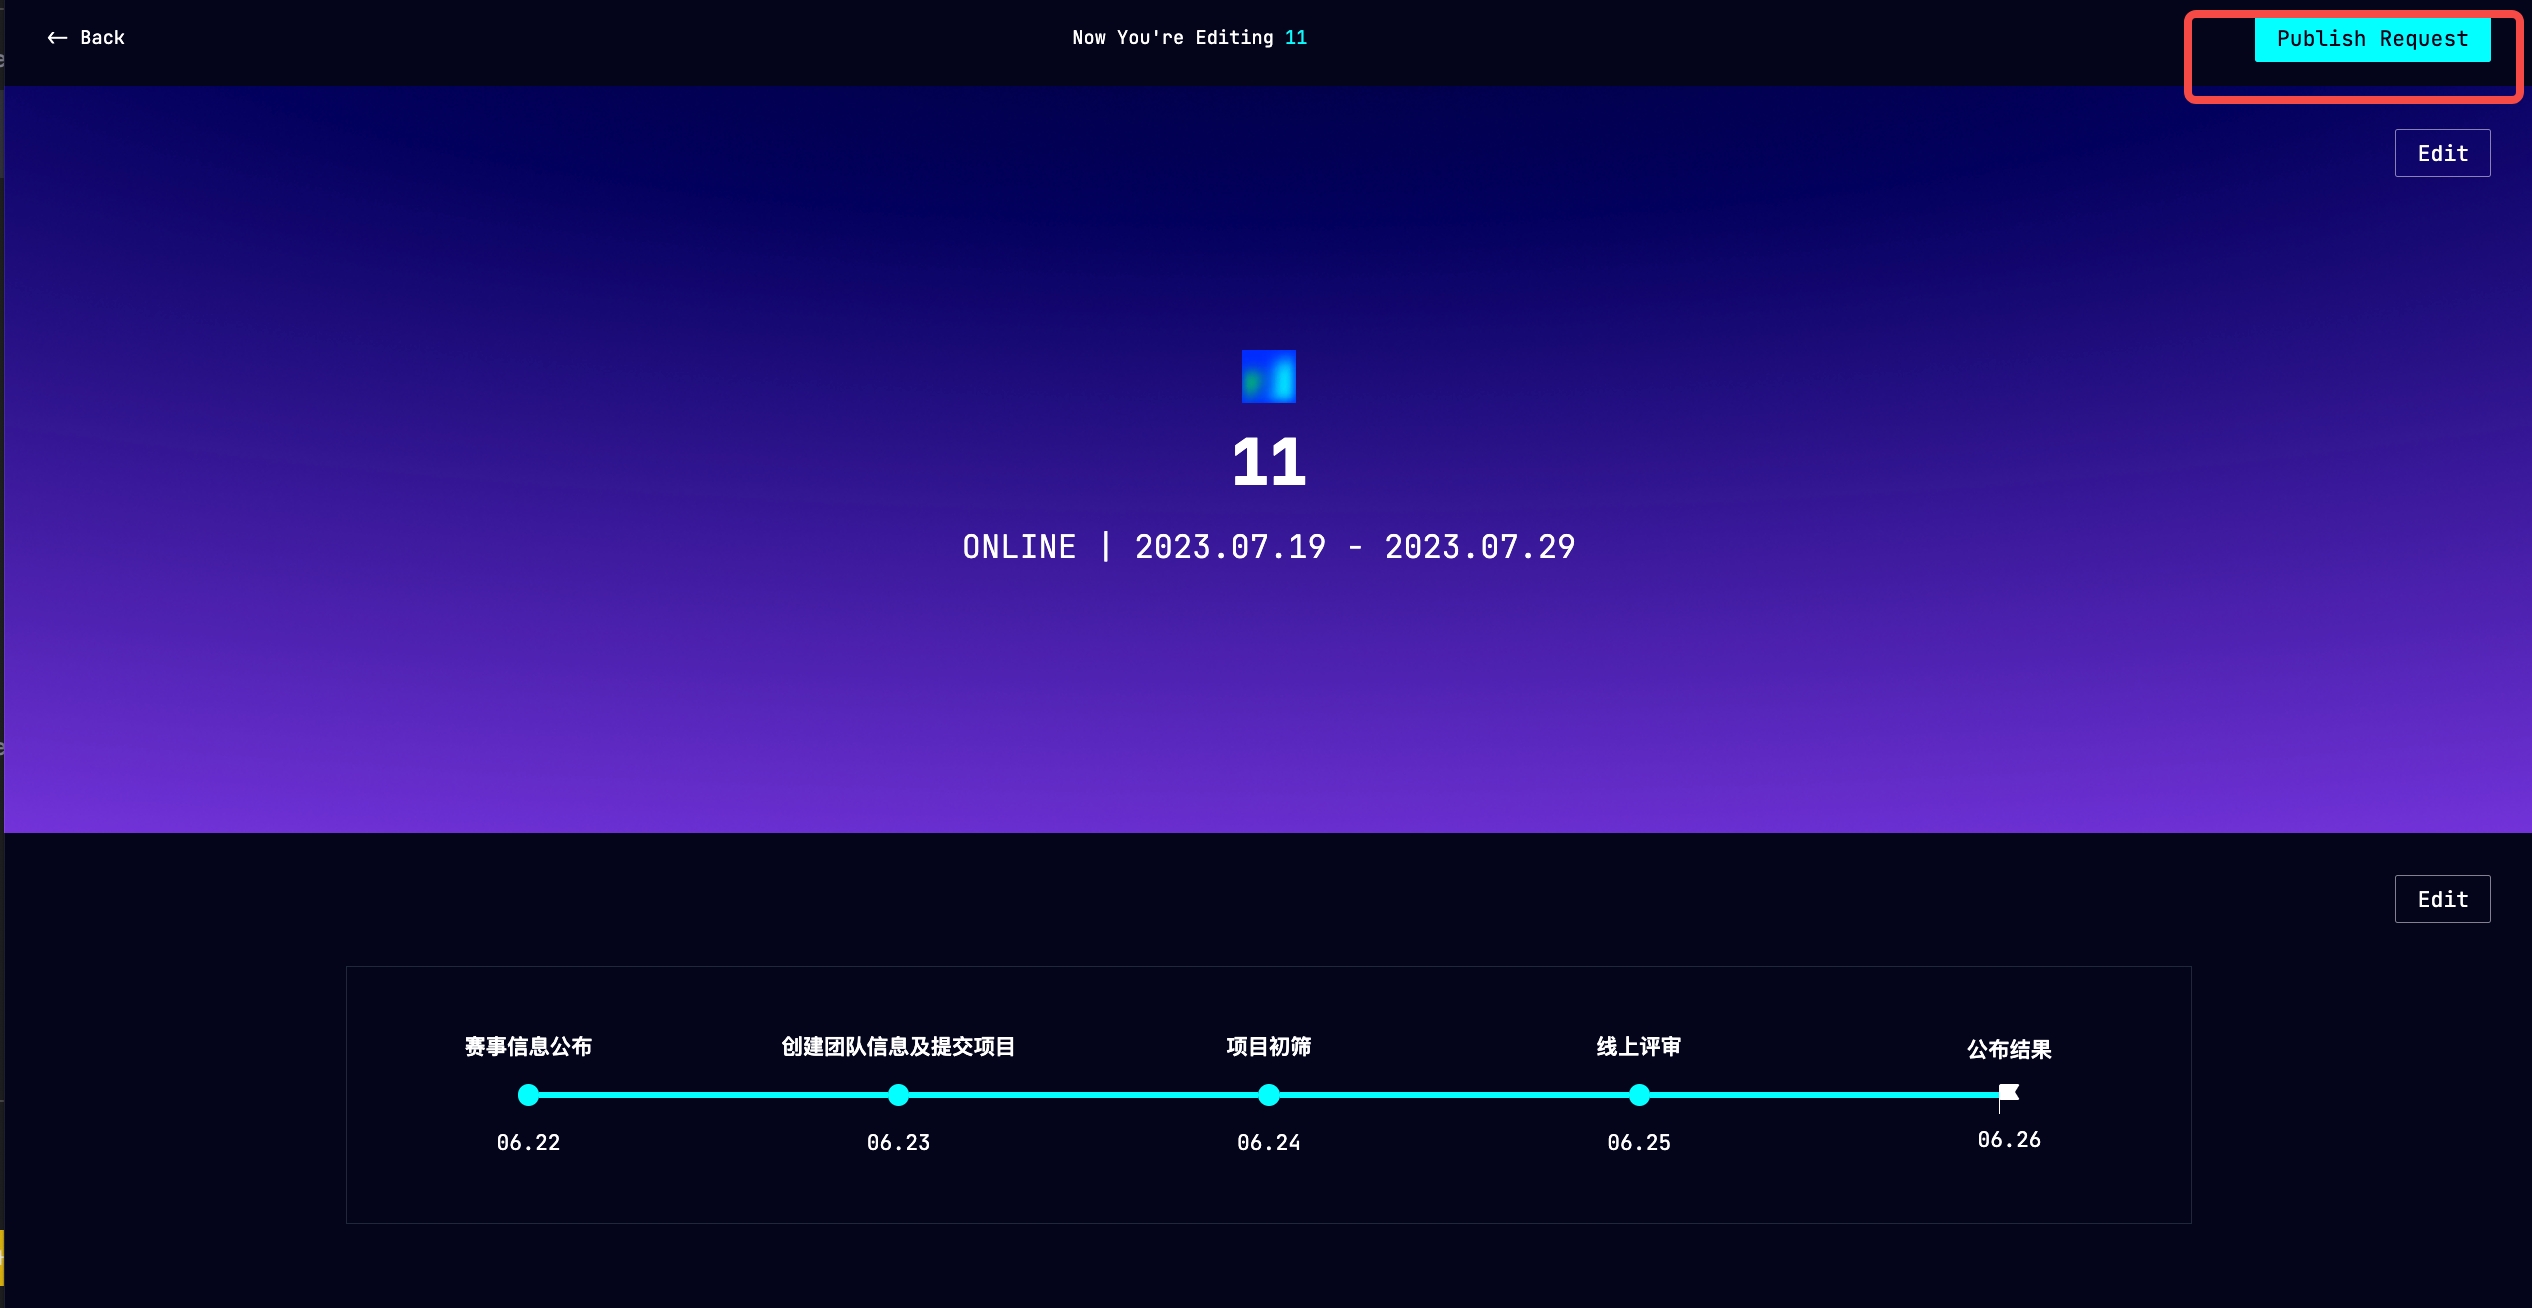 ← Back
Now You're Editing 11
Publish Request
Edit
11
ONLINE | 2023.07.19 - 2023.07.29
Edit
赛事信息公布
创建团队信息及提交项目
项目初筛
线上评审
公布结果
06.22
06.23
06.24
06.25
06.26